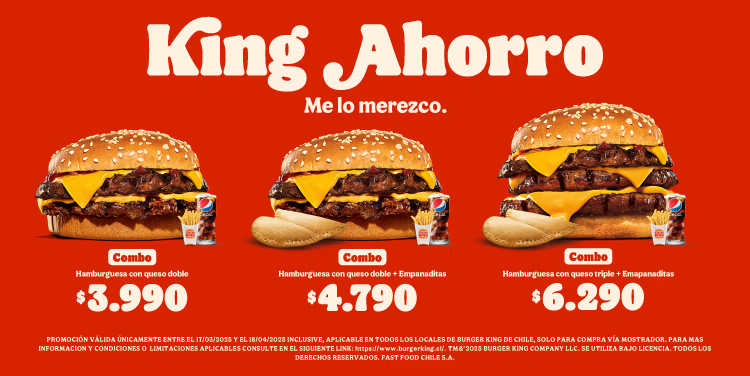 King Ahorro
Me lo merezco.
Combo
Hamburguesa con queso doble
$3.990
Combo
Hamburguesa con queso doble + Empanaditas
$4.790
Combo
Hamburguesa con queso triple + Emapanaditas
$6.290
PROMOCIÓN VÁLIDA ÚNICAMENTE ENTRE EL 17/03/2025 Y EL 18/04/2025 INCLUSIVE, APLICABLE EN TODOS LOS LOCALES DE BURGER KING DE CHILE, SOLO PARA COMPRA VÍA MOSTRADOR. PARA MAS
INFORMACION Y CONDICIONES O LIMITACIONES APLICABLES CONSULTE EN EL SIGUIENTE LINK: https://www.burgerking.cl/. TM&©2025 BURGER KING COMPANY LLC. SE UTILIZA BAJO LICENCIA. TODOS LOS
DERECHOS RESERVADOS. FAST FOOD CHILE S.A.